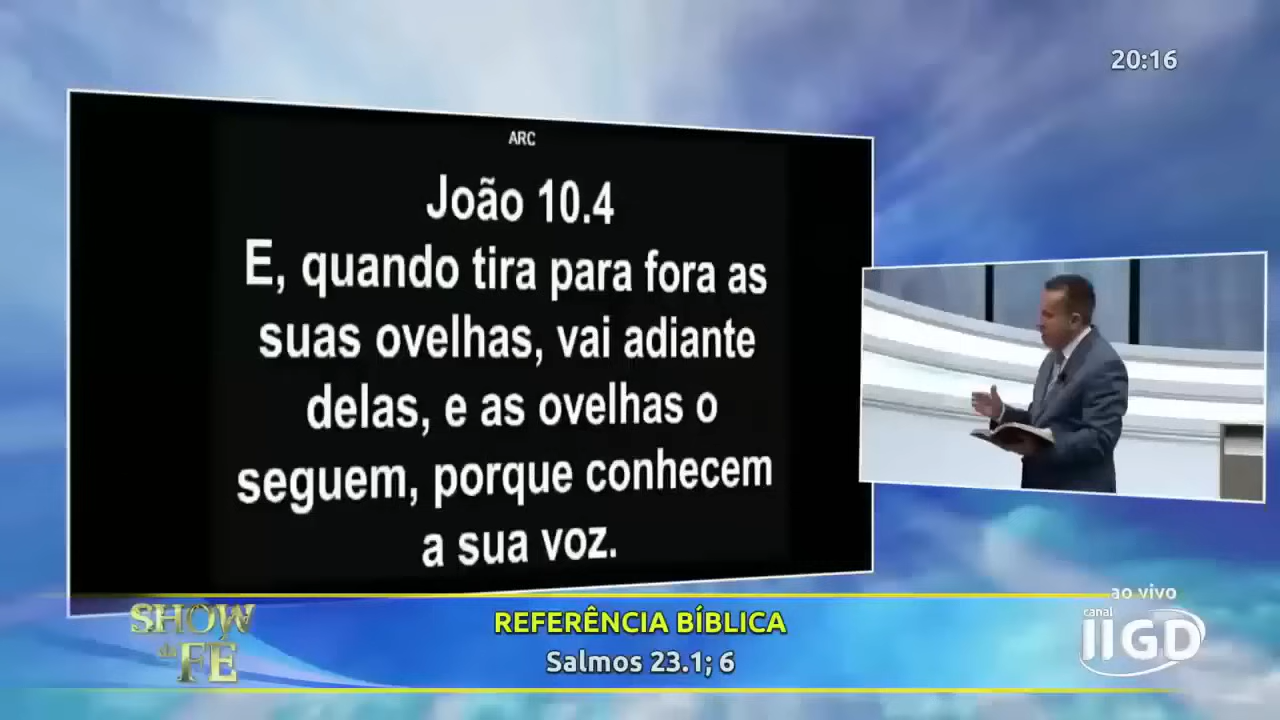 20:16
ARC
João 10.4
E, quando tira para fora as
suas ovelhas, vai adiante
delas, e as ovelhas o
seguem, porque conhecem
a sua voz.
SHOW
da FE
REFERÊNCIA BÍBLICA
Salmos 23.1; 6
ao vivo
canal
IIGD